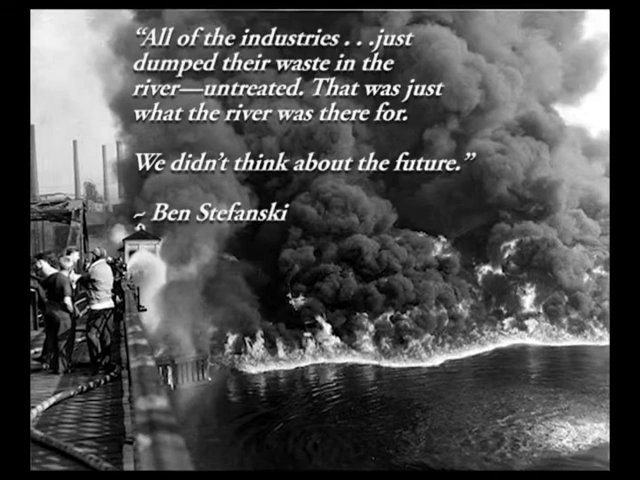 “All of the industries . . .just
dumped their waste in the
river—untreated. That was just
what the river was there for.
We didn’t think about the future.”
~ Ben Stefanski